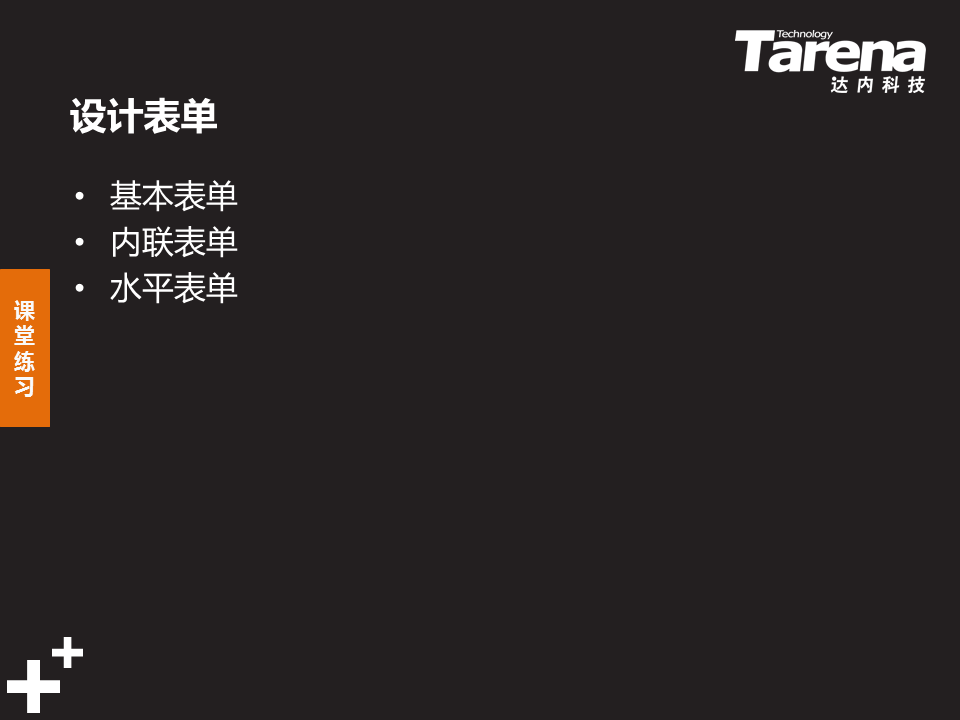 Technology
Tarena
达内科技
设计表单
• 基本表单
• 内联表单
• 水平表单
课
堂
练
习